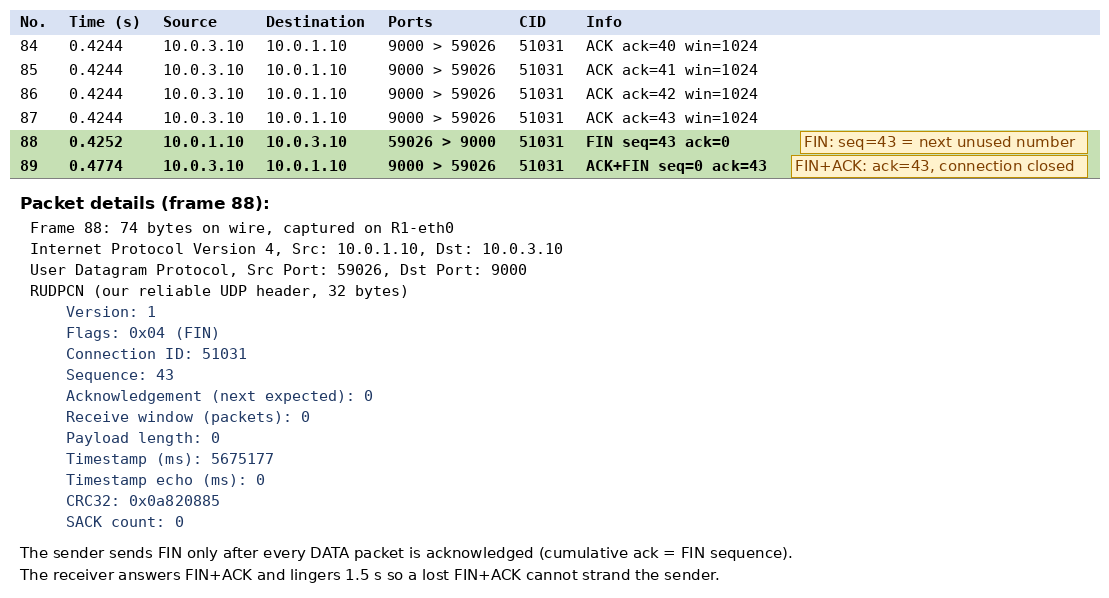 No. Time (s) Source Destination Ports CID Info
84 0.4244 10.0.3.10 10.0.1.10 9000 > 59026 51031 ACK ack=40 win=1024
85 0.4244 10.0.3.10 10.0.1.10 9000 > 59026 51031 ACK ack=41 win=1024
86 0.4244 10.0.3.10 10.0.1.10 9000 > 59026 51031 ACK ack=42 win=1024
87 0.4244 10.0.3.10 10.0.1.10 9000 > 59026 51031 ACK ack=43 win=1024
88 0.4252 10.0.1.10 10.0.3.10 59026 > 9000 51031 FIN seq=43 ack=0 FIN: seq=43 = next unused number
89 0.4774 10.0.3.10 10.0.1.10 9000 > 59026 51031 ACK+FIN seq=0 ack=43 FIN+ACK: ack=43, connection closed
Packet details (frame 88):
Frame 88: 74 bytes on wire, captured on R1-eth0
Internet Protocol Version 4, Src: 10.0.1.10, Dst: 10.0.3.10
User Datagram Protocol, Src Port: 59026, Dst Port: 9000
RUDPCN (our reliable UDP header, 32 bytes)
Version: 1
Flags: 0x04 (FIN)
Connection ID: 51031
Sequence: 43
Acknowledgement (next expected): 0
Receive window (packets): 0
Payload length: 0
Timestamp (ms): 5675177
Timestamp echo (ms): 0
CRC32: 0x0a820885
SACK count: 0
The sender sends FIN only after every DATA packet is acknowledged (cumulative ack = FIN sequence).
The receiver answers FIN+ACK and lingers 1.5 s so a lost FIN+ACK cannot strand the sender.